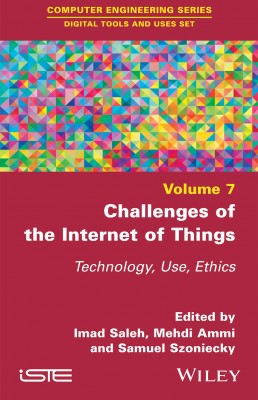 COMPUTER ENGINEERING SERIES
DIGITAL TOOLS AND USES SET
Volume 7
Challenges of
the Internet of Things
Technology, Use, Ethics
Edited by
Imad Saleh, Mehdi Ammi
and Samuel Szoniecky
iSTE
WILEY